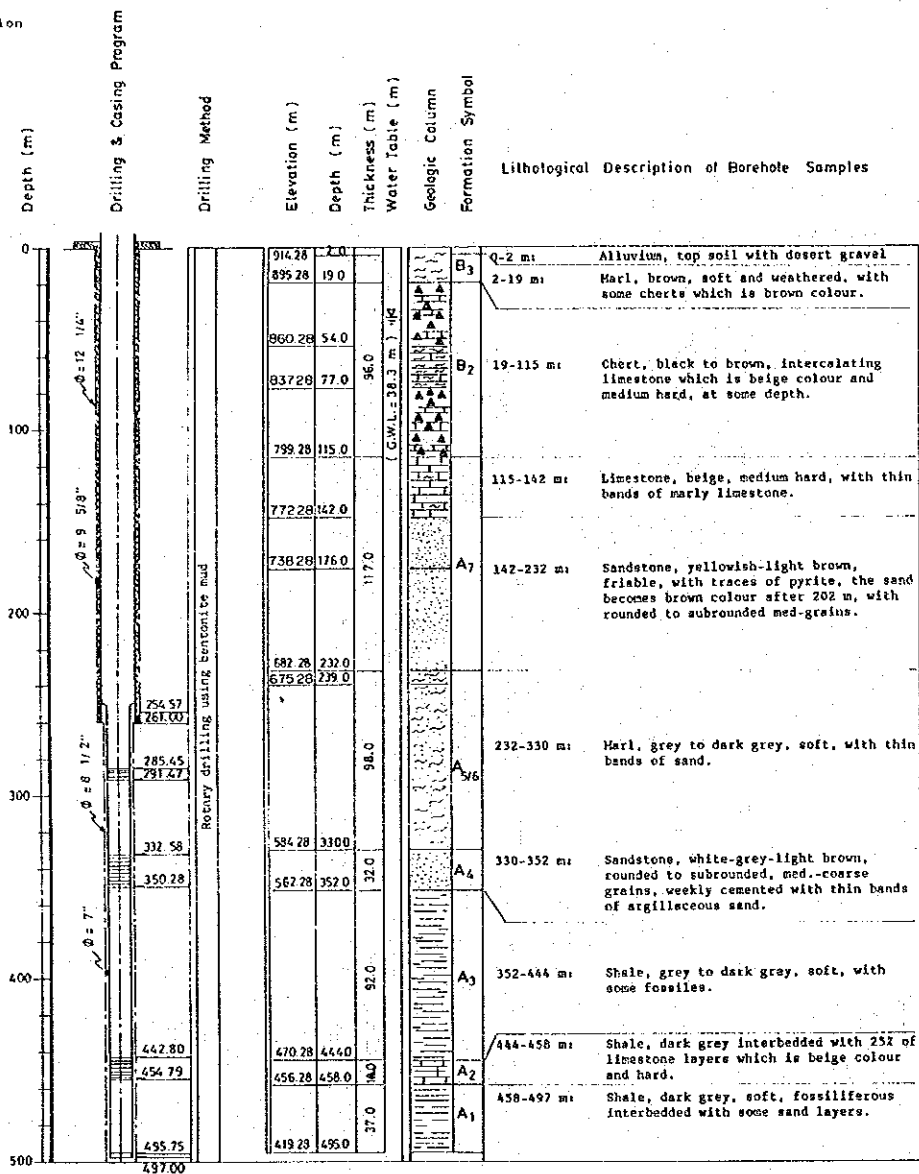 ion
Depth (m)
Drilling & Casing Program
Drilling Method
Elevation (m)
Depth (m)
Thickness (m)
Water Table (m)
Geologic Column
Formation Symbol
Lithological Description of Borehole Samples
0
100
200
300
400
500
Φ = 12 1/4"
Φ = 9 5/8"
Φ = 8 1/2"
Φ = 7"
254.57
261.00
285.45
291.47
332.58
350.28
442.80
454.79
495.75
497.00
Rotary drilling using bentonite mud
914.28 2.0
895.28 19.0
860.28 54.0
837.28 77.0
799.28 115.0
772.28 142.0
738.28 176.0
682.28 232.0
675.28 239.0
584.28 330.0
562.28 352.0
470.28 444.0
456.28 458.0
419.28 495.0
96.0
117.0
98.0
32.0
92.0
37.0
(G.W.L.= 38.3 m)
B3
B2
A7
A5/6
A4
A3
A2
A1
0-2 m: Alluvium, top soil with desert gravel
2-19 m: Marl, brown, soft and weathered, with
some cherts which is brown colour.
19-115 m: Chert, black to brown, intercalating
limestone which is beige colour and
medium hard, at some depth.
115-142 m: Limestone, beige, medium hard, with thin
bands of marly limestone.
142-232 m: Sandstone, yellowish-light brown,
friable, with traces of pyrite, the sand
becomes brown colour after 202 m, with
rounded to subrounded med-grains.
232-330 m: Marl, grey to dark grey, soft, with thin
bands of sand.
330-352 m: Sandstone, white-grey-light brown,
rounded to subrounded, med.-coarse
grains, weekly cemented with thin bands
of argillaceous sand.
352-444 m: Shale, grey to dark gray, soft, with
some fossiles.
444-458 m: Shale, dark grey interbedded with 25% of
limestone layers which is beige colour
and hard.
458-497 m: Shale, dark grey, soft, fossiliferous
interbedded with some sand layers.